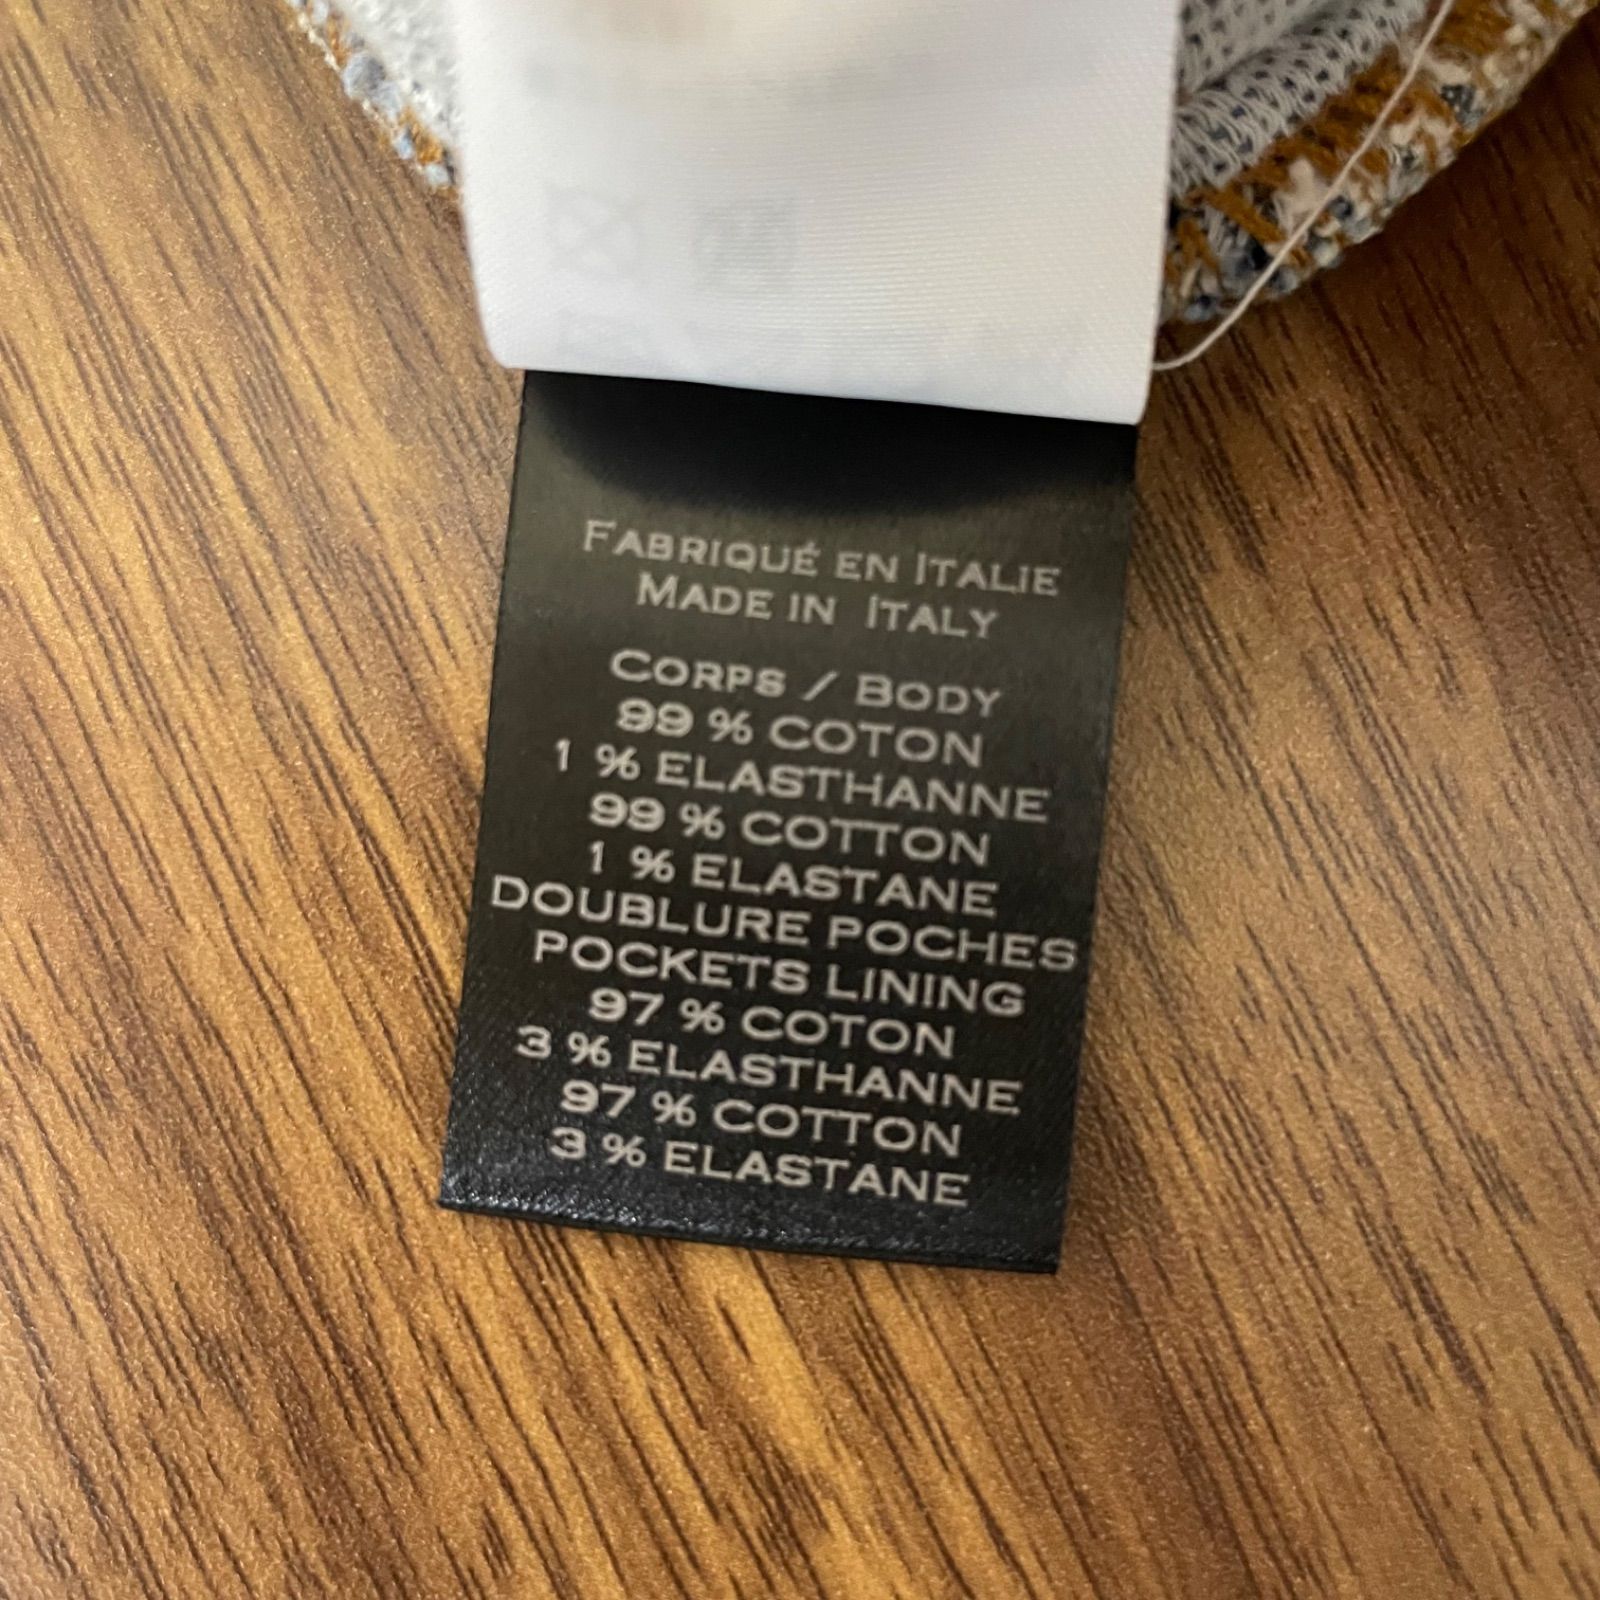 FABRIQUÉ EN ITALIE
MADE IN ITALY
CORPS / BODY
99 % COTON
1 % ELASTHANNE
99 % COTTON
1 % ELASTANE
DOUBLURE POCHES
POCKETS LINING
97 % COTON
3 % ELASTHANNE
97 % COTTON
3 % ELASTANE